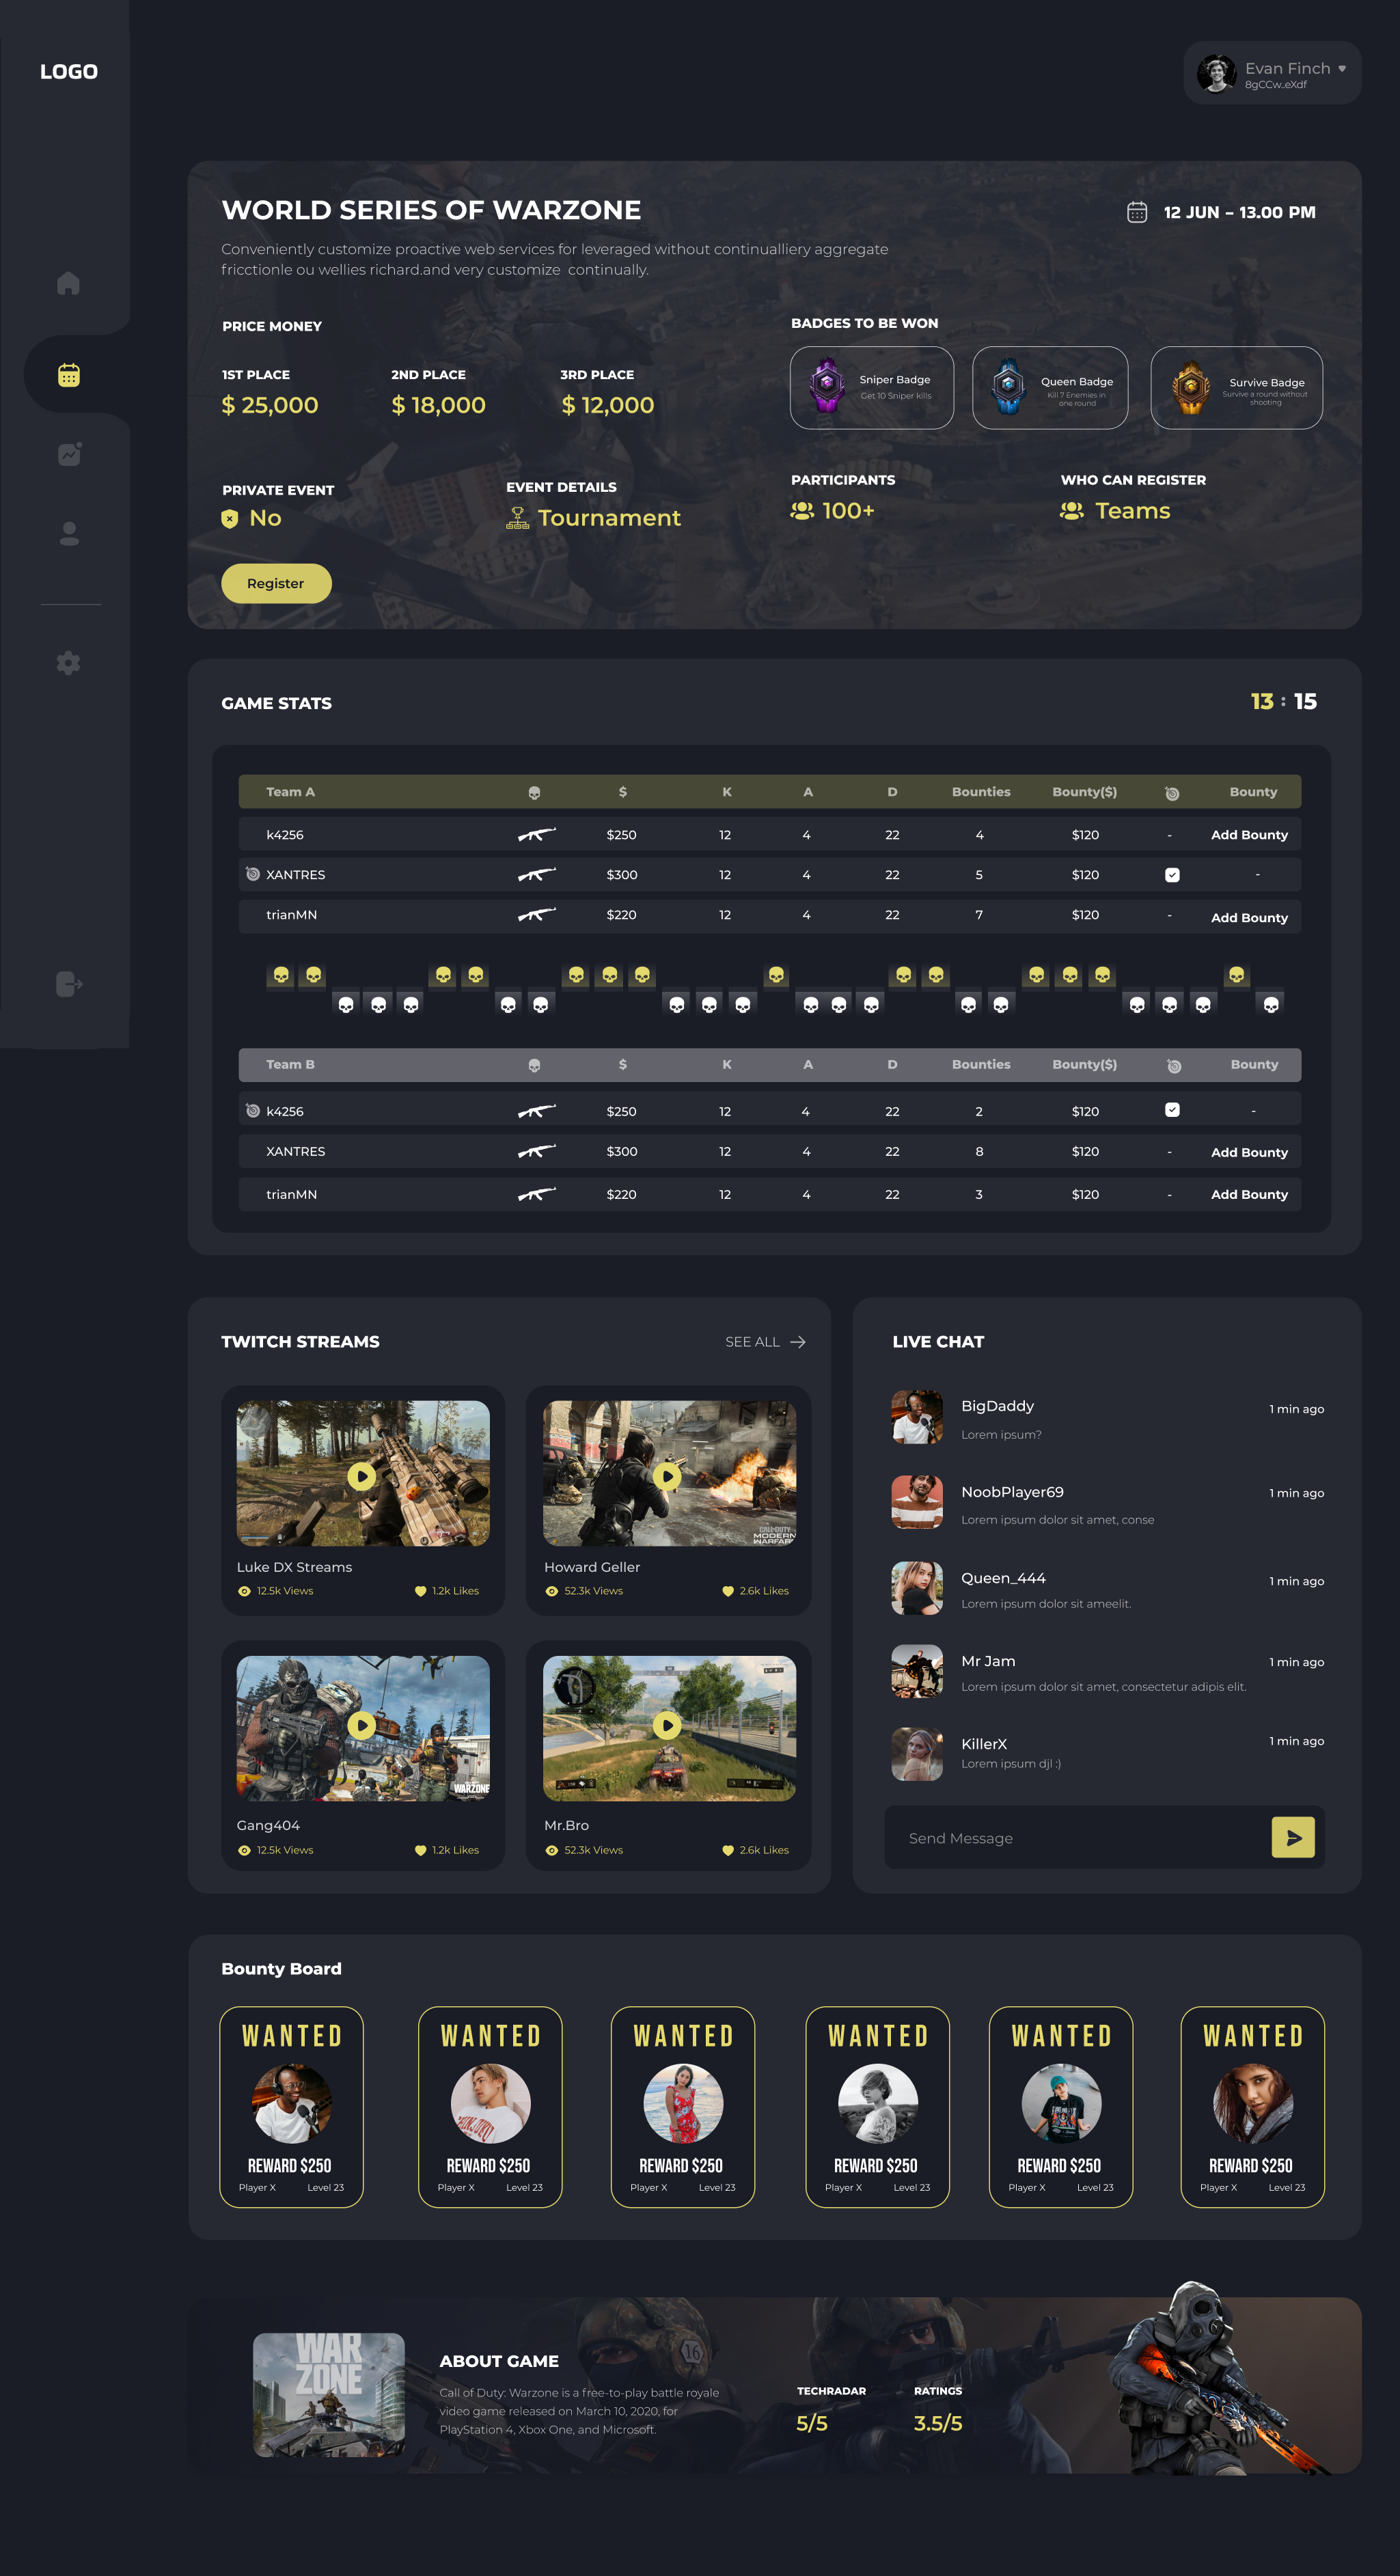 LOGO
Evan Finch
8gCCw..eXdf
WORLD SERIES OF WARZONE
12 JUN - 13.00 PM
Conveniently customize proactive web services for leveraged without continualliery aggregate
fricctionle ou wellies richard.and very customize continually.
PRICE MONEY
1ST PLACE
2ND PLACE
3RD PLACE
$ 25,000
$ 18,000
$ 12,000
BADGES TO BE WON
Sniper Badge
Get 10 Sniper kills
Queen Badge
Kill 7 Enemies in
one round
Survive Badge
Survive a round without
shooting
PRIVATE EVENT
No
EVENT DETAILS
Tournament
PARTICIPANTS
100+
WHO CAN REGISTER
Teams
Register
GAME STATS
13 : 15
Team A $ K A D Bounties Bounty($) Bounty
k4256 $250 12 4 22 4 $120 - Add Bounty
XANTRES $300 12 4 22 5 $120 -
trianMN $220 12 4 22 7 $120 - Add Bounty
Team B $ K A D Bounties Bounty($) Bounty
k4256 $250 12 4 22 2 $120 -
XANTRES $300 12 4 22 8 $120 - Add Bounty
trianMN $220 12 4 22 3 $120 - Add Bounty
TWITCH STREAMS
SEE ALL
CALL OF DUTY
MODERN
WARFARE
Luke DX Streams
12.5k Views
1.2k Likes
Howard Geller
52.3k Views
2.6k Likes
WARZONE
Gang404
12.5k Views
1.2k Likes
Mr.Bro
52.3k Views
2.6k Likes
LIVE CHAT
BigDaddy
1 min ago
Lorem ipsum?
NoobPlayer69
1 min ago
Lorem ipsum dolor sit amet, conse
Queen_444
1 min ago
Lorem ipsum dolor sit ameelit.
Mr Jam
1 min ago
Lorem ipsum dolor sit amet, consectetur adipis elit.
KillerX
1 min ago
Lorem ipsum djl :)
Send Message
Bounty Board
WANTED
REWARD $250
Player X
Level 23
WANTED
REWARD $250
Player X
Level 23
WANTED
REWARD $250
Player X
Level 23
WANTED
REWARD $250
Player X
Level 23
WANTED
REWARD $250
Player X
Level 23
WANTED
REWARD $250
Player X
Level 23
WAR
ZONE
16
ABOUT GAME
Call of Duty: Warzone is a free-to-play battle royale
video game released on March 10, 2020, for
PlayStation 4, Xbox One, and Microsoft.
TECHRADAR
5/5
RATINGS
3.5/5